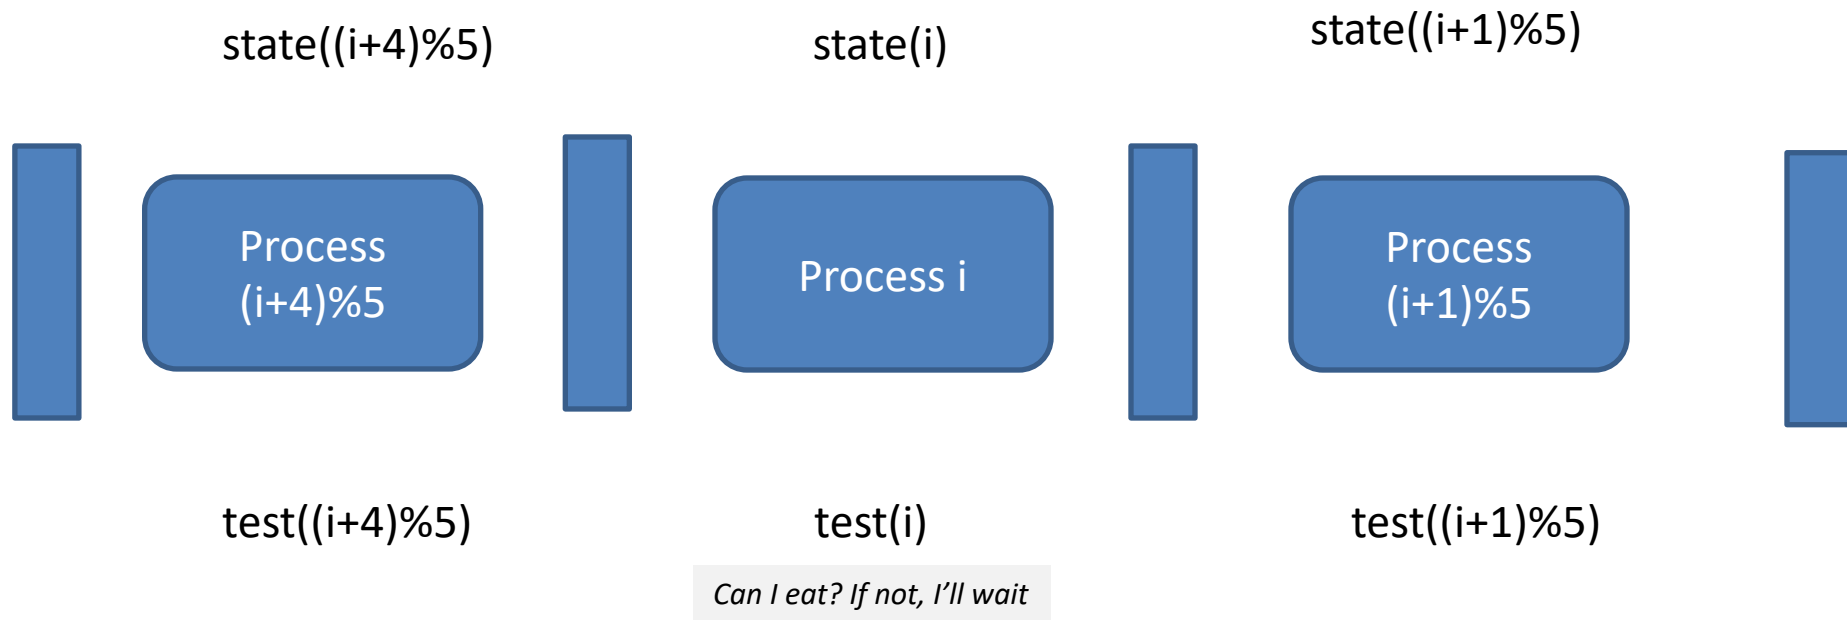 state((i+4)%5)
state(i)
state((i+1)%5)
Process
(i+4)%5
Process i
Process
(i+1)%5
test((i+4)%5)
test(i)
test((i+1)%5)
Can I eat? If not, I’ll wait